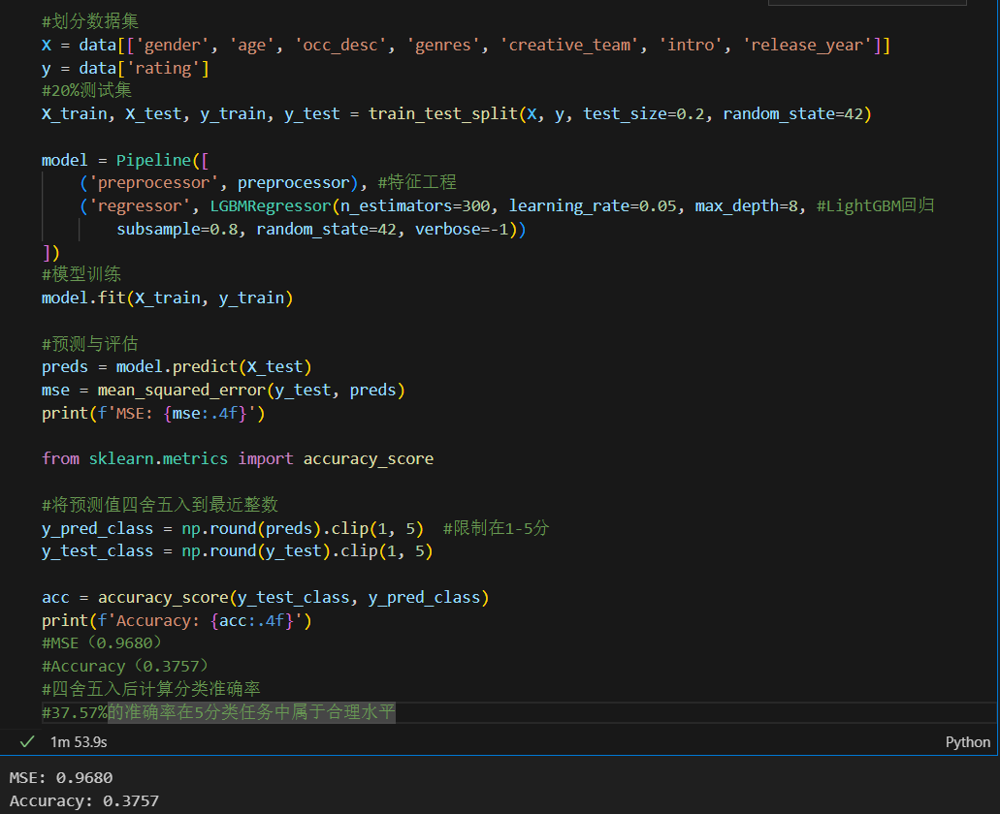 #划分数据集
X = data[['gender', 'age', 'occ_desc', 'genres', 'creative_team', 'intro', 'release_year']]
y = data['rating']
#20%测试集
X_train, X_test, y_train, y_test = train_test_split(X, y, test_size=0.2, random_state=42)
model = Pipeline([
('preprocessor', preprocessor), #特征工程
('regressor', LGBMRegressor(n_estimators=300, learning_rate=0.05, max_depth=8, #LightGBM回归
subsample=0.8, random_state=42, verbose=-1))
])
#模型训练
model.fit(X_train, y_train)
#预测与评估
preds = model.predict(X_test)
mse = mean_squared_error(y_test, preds)
print(f'MSE: {mse:.4f}')
from sklearn.metrics import accuracy_score
#将预测值四舍五入到最近整数
y_pred_class = np.round(preds).clip(1, 5)  #限制在1-5分
y_test_class = np.round(y_test).clip(1, 5)
acc = accuracy_score(y_test_class, y_pred_class)
print(f'Accuracy: {acc:.4f}')
#MSE（0.9680）
#Accuracy（0.3757）
#四舍五入后计算分类准确率
#37.57%的准确率在5分类任务中属于合理水平
1m 53.9s
Python
MSE: 0.9680
Accuracy: 0.3757